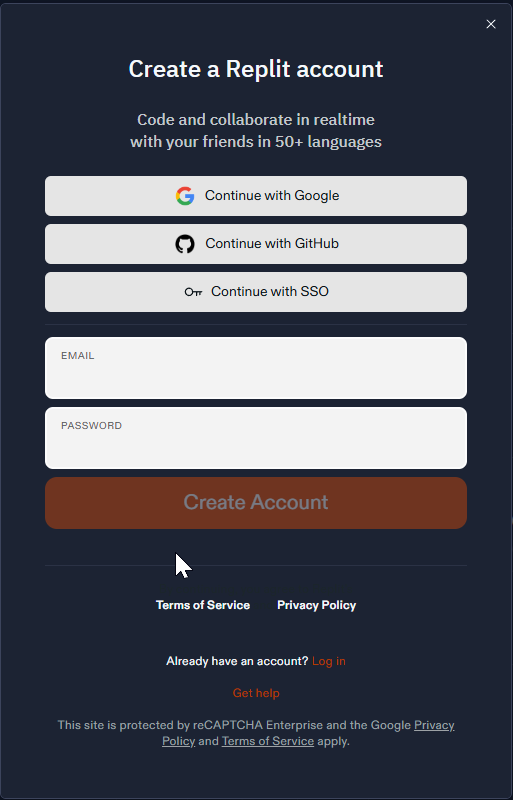 Create a Replit account
Code and collaborate in realtime
with your friends in 50+ languages
Continue with Google
Continue with GitHub
Continue with SSO
EMAIL
PASSWORD
Create Account
Terms of Service Privacy Policy
Already have an account? Log in
Get help
This site is protected by reCAPTCHA Enterprise and the Google Privacy
Policy and Terms of Service apply.